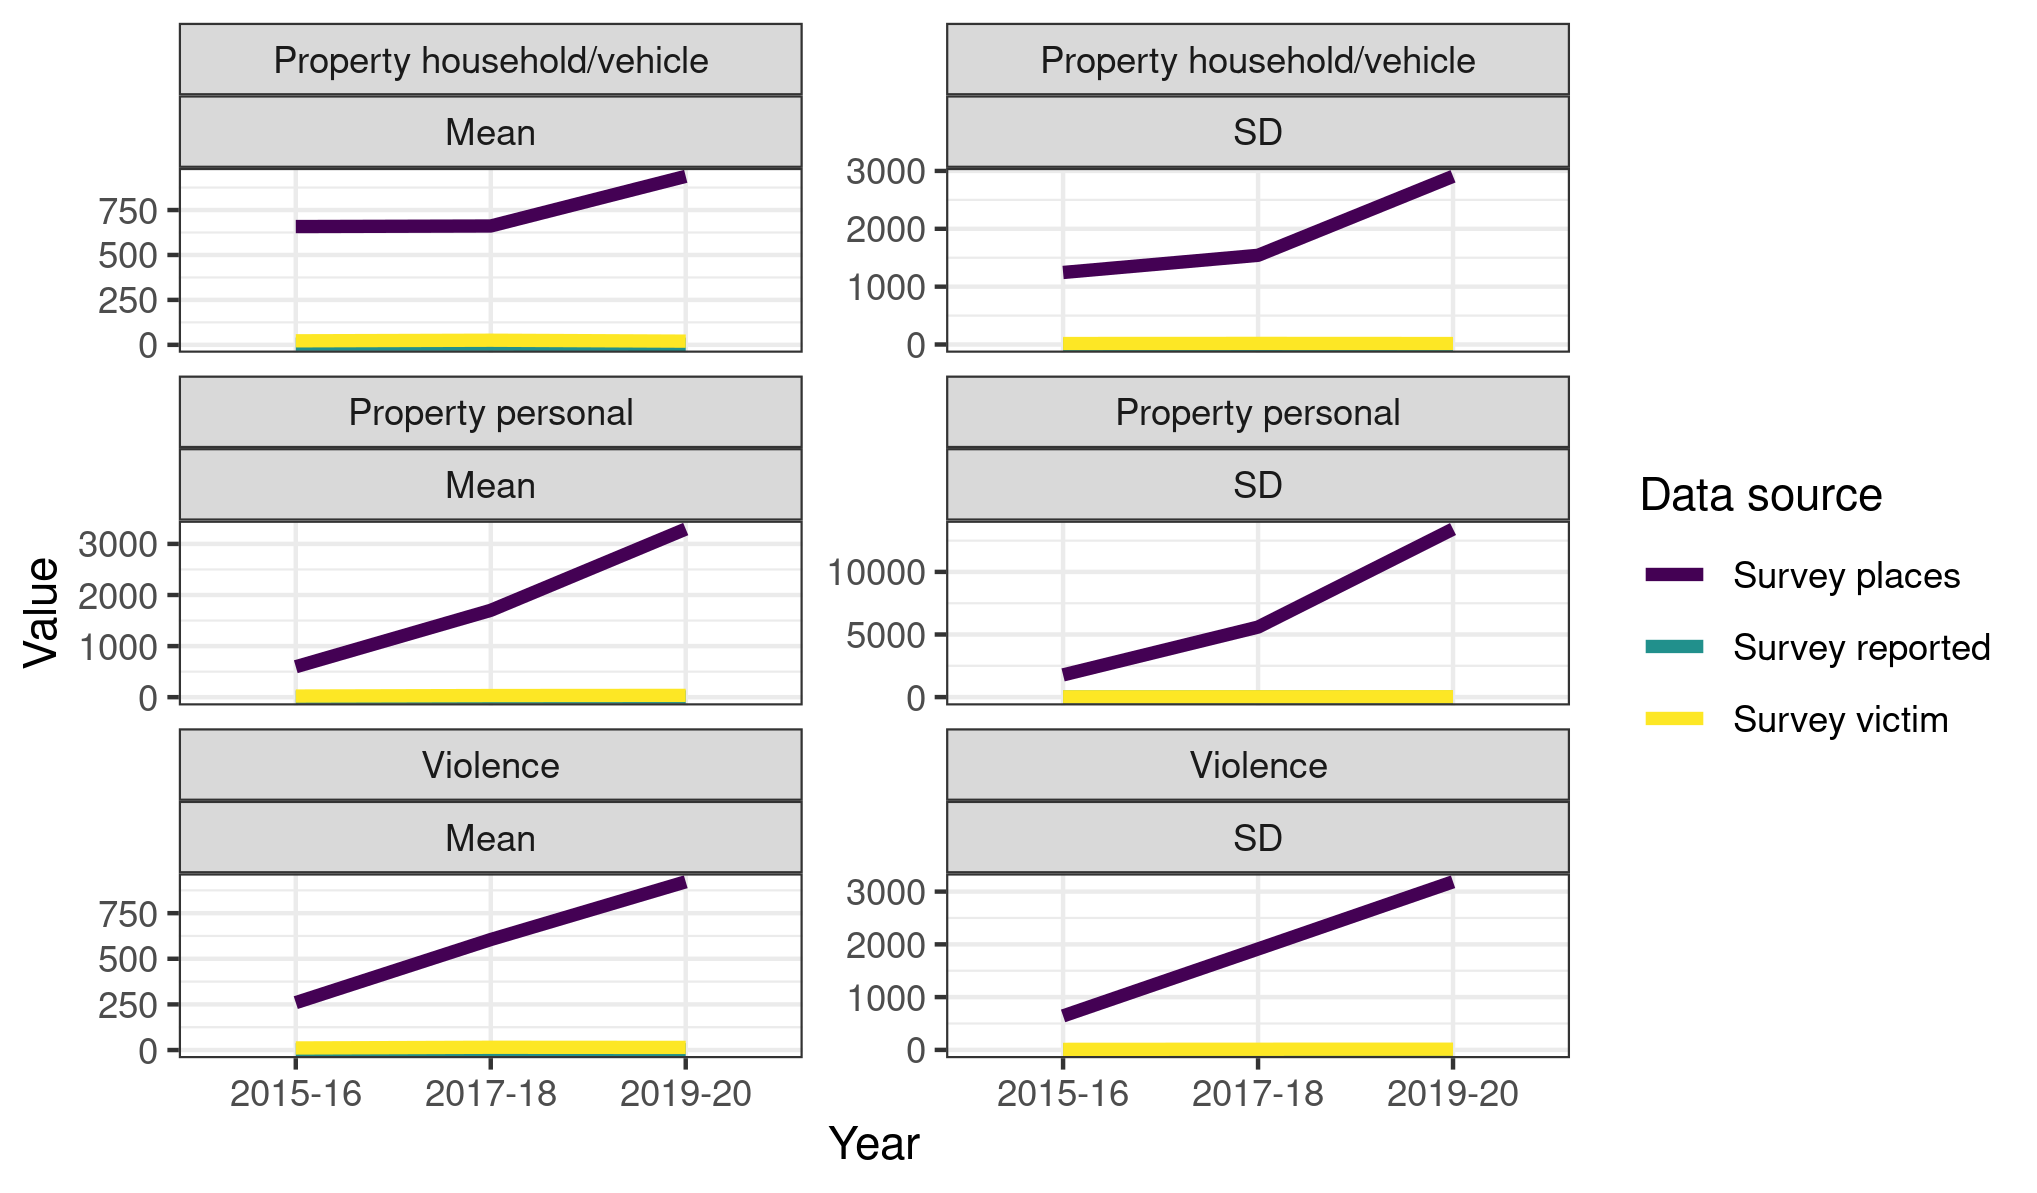 Property household/vehicle
Mean
750
500
250
0
Property household/vehicle
SD
3000
2000
1000
0
Property personal
Mean
3000
2000
1000
0
Property personal
SD
10000
5000
0
Violence
Mean
750
500
250
0
2015-16 2017-18 2019-20
Violence
SD
3000
2000
1000
0
2015-16 2017-18 2019-20
Value
Year
Data source
Survey places
Survey reported
Survey victim